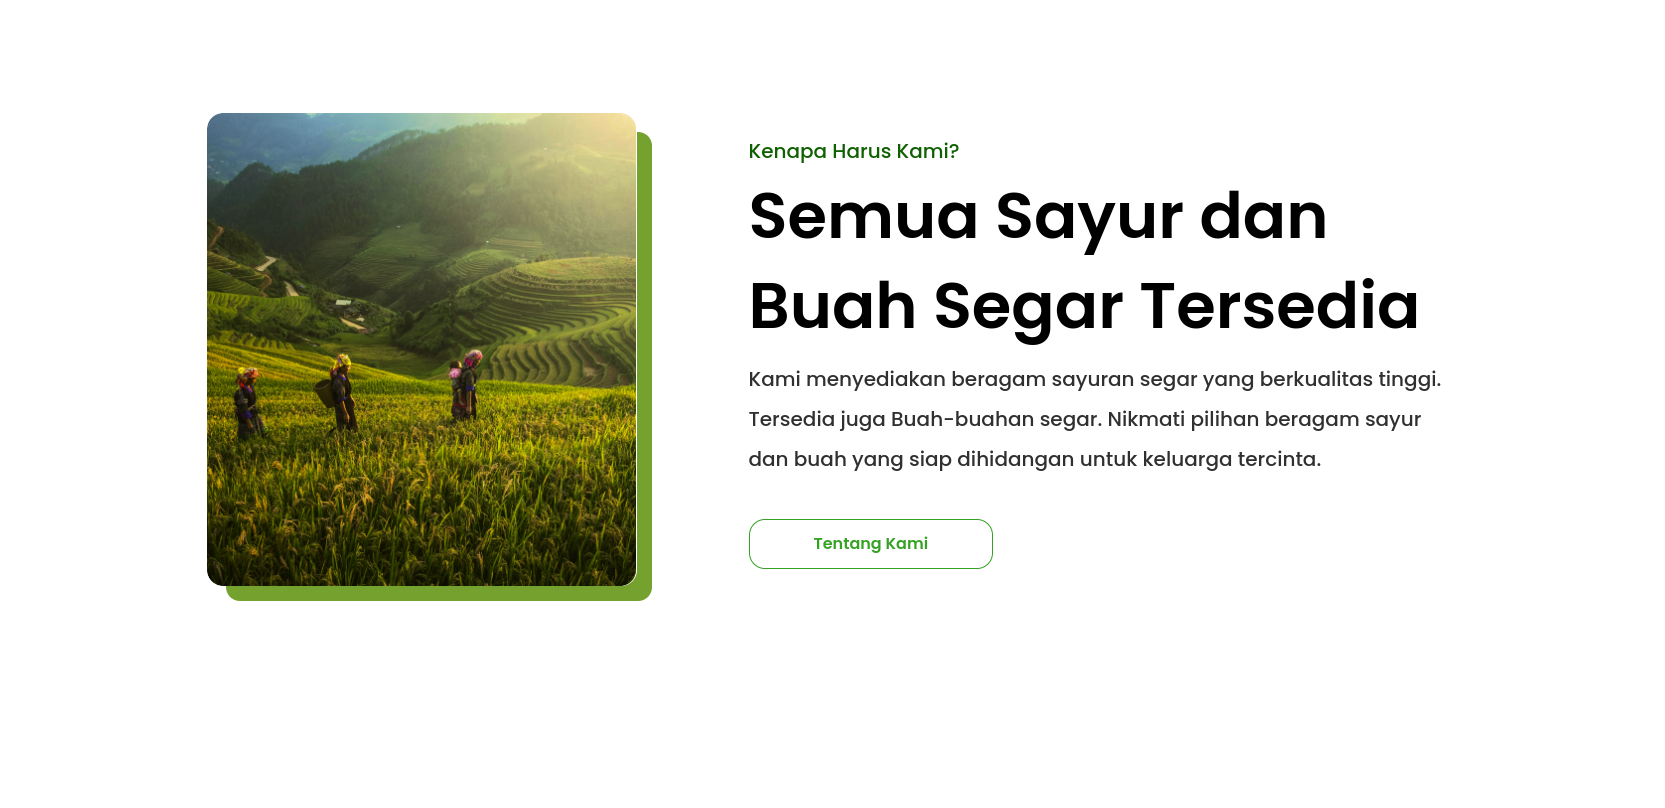 Kenapa Harus Kami?
Semua Sayur dan
Buah Segar Tersedia
Kami menyediakan beragam sayuran segar yang berkualitas tinggi.
Tersedia juga Buah-buahan segar. Nikmati pilihan beragam sayur
dan buah yang siap dihidangan untuk keluarga tercinta.
Tentang Kami